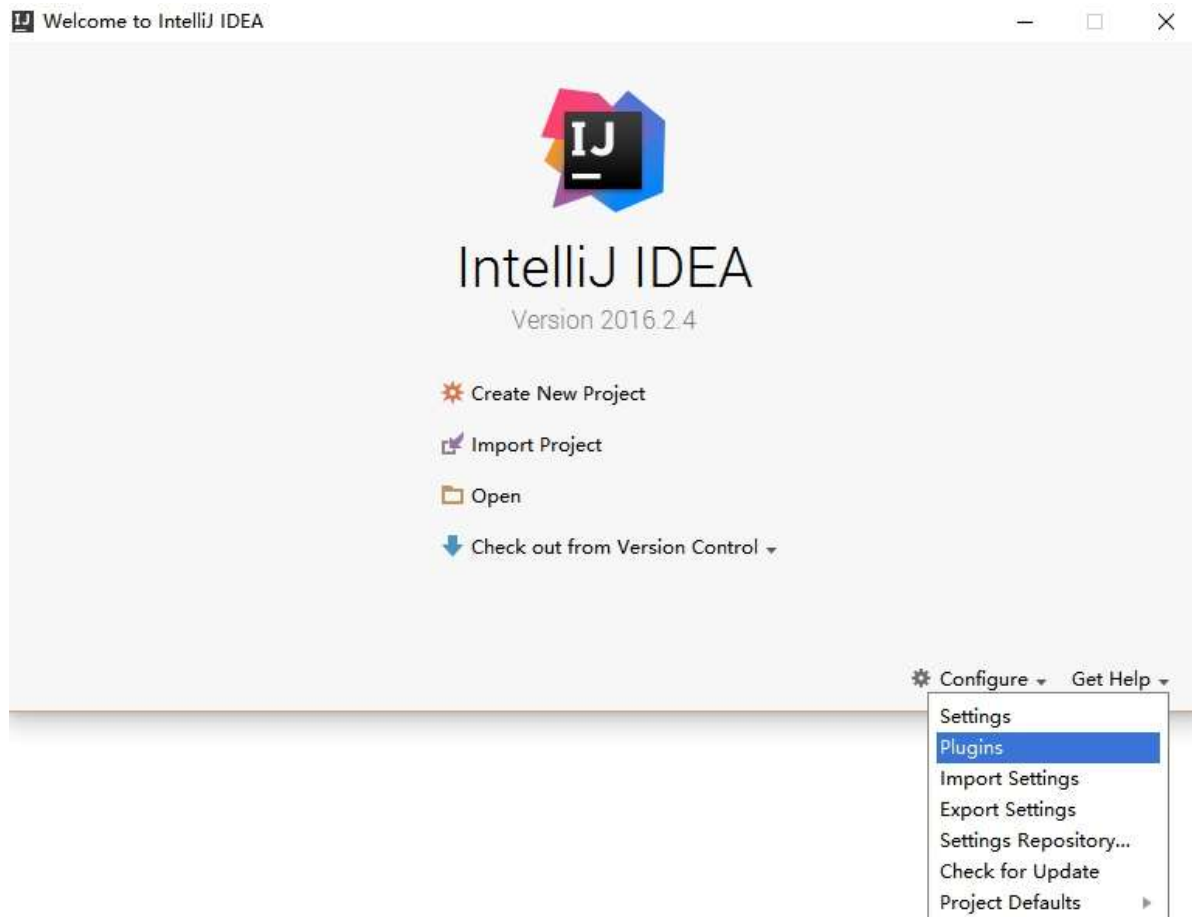 Welcome to IntelliJ IDEA
IJ
IntelliJ IDEA
Version 2016.2.4
Create New Project
Import Project
Open
Check out from Version Control
Configure Get Help
Settings
Plugins
Import Settings
Export Settings
Settings Repository...
Check for Update
Project Defaults